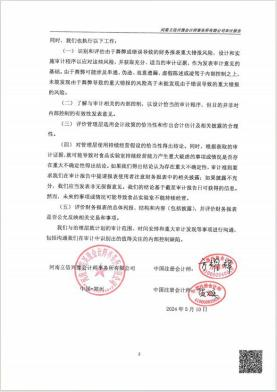 河南立信兴豫会计师事务所有限公司审计报告
同时,我们也执行以下工作:
(一)识别和评估由于舞弊或错误导致的财务报表重大错报风险,设计和
实施审计程序以应对这些风险,并获取充分、适当的审计证据,作为发表审计意
见的基础。由于舞弊可能涉及串通、伪造、故意遗漏、虚假陈述或凌驾于内部控制之上,
未能发现由于舞弊导致的重大错报的风险高于未能发现由于错误导致的重大错报
的风险。
(二)了解与审计相关的内部控制,以设计恰当的审计程序,但目的并非对
内部控制的有效性发表意见。
(三)评价管理层选用会计政策的恰当性和作出会计估计及相关披露的合理
性。
(四)对管理层使用持续经营假设的恰当性得出结论。同时,根据获取的审
计证据,就可能导致对食品实验室持续经营能力产生重大疑虑的事项或情况是否存
在重大不确定性得出结论。如果我们得出结论认为存在重大不确定性,审计准则要
求我们在审计报告中提请报表使用者注意财务报表中的相关披露;如果披露不充
分,我们应当发表非无保留意见。我们的结论基于截至审计报告日可获得的信息。
然而,未来的事项或情况可能导致食品实验室不能持续经营。
(五)评价财务报表的总体列报、结构和内容(包括披露),并评价财务报表是
否公允反映相关交易和事项。
我们与治理层就计划的审计范围、时间安排和重大审计发现等事项进行沟通,
包括沟通我们在审计中识别出的值得关注的内部控制缺陷。
河南立信兴豫会计师事务所有限公司
中国注册会计师:
中国•郑州
中国注册会计师:
2024 年 5 月 10 日
2